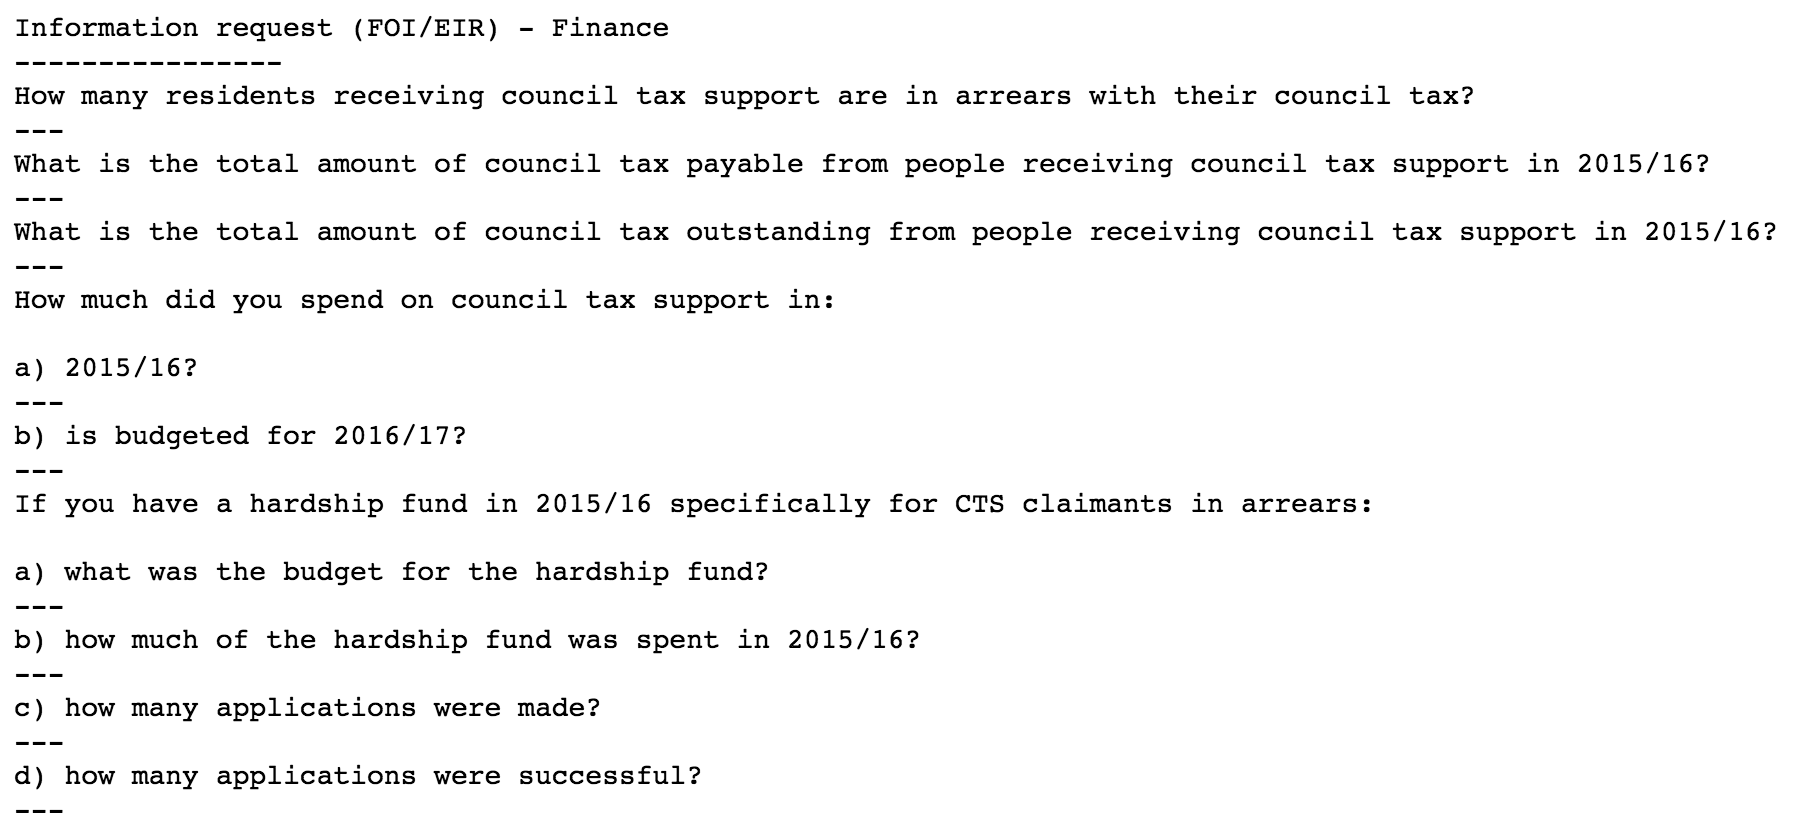 Information request (FOI/EIR) - Finance
----------------
How many residents receiving council tax support are in arrears with their council tax?
---
What is the total amount of council tax payable from people receiving council tax support in 2015/16?
---
What is the total amount of council tax outstanding from people receiving council tax support in 2015/16?
---
How much did you spend on council tax support in:
a) 2015/16?
---
b) is budgeted for 2016/17?
---
If you have a hardship fund in 2015/16 specifically for CTS claimants in arrears:
a) what was the budget for the hardship fund?
---
b) how much of the hardship fund was spent in 2015/16?
---
c) how many applications were made?
---
d) how many applications were successful?
---